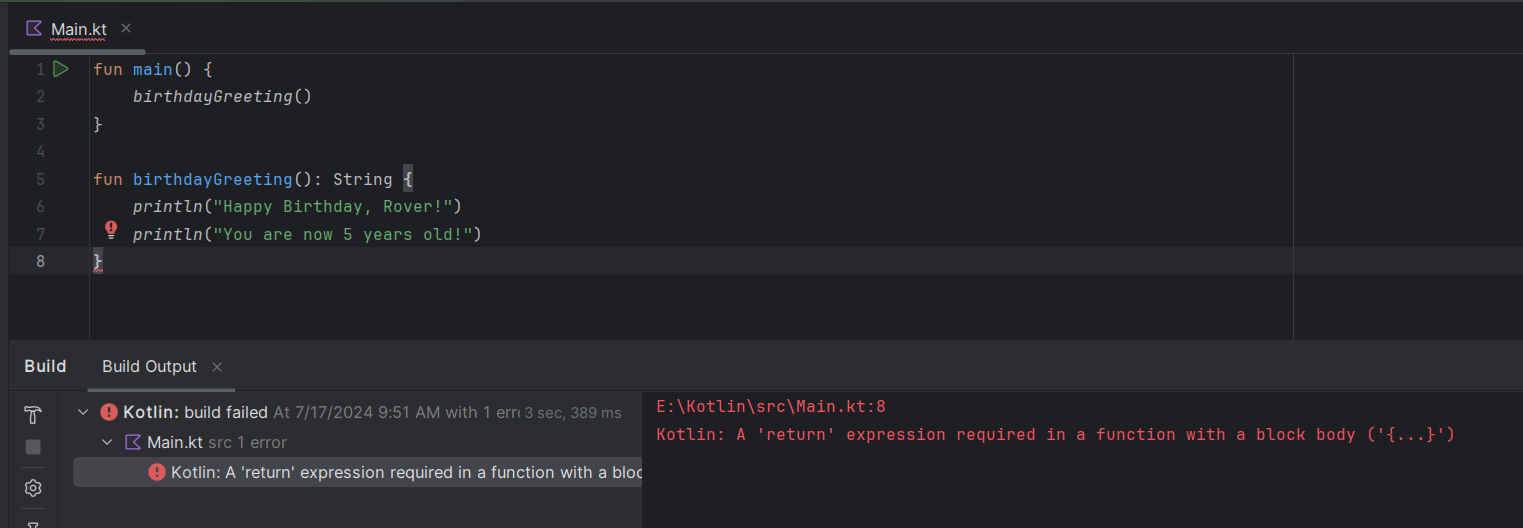 Main.kt
1 fun main() {
2 birthdayGreeting()
3 }
4
5 fun birthdayGreeting(): String {
6 println("Happy Birthday, Rover!")
7 println("You are now 5 years old!")
8 }
Build Build Output
Kotlin: build failed At 7/17/2024 9:51 AM with 1 err 3 sec, 389 ms
Main.kt src 1 error
Kotlin: A 'return' expression required in a function with a bloc
E:\Kotlin\src\Main.kt:8
Kotlin: A 'return' expression required in a function with a block body ('{...}')